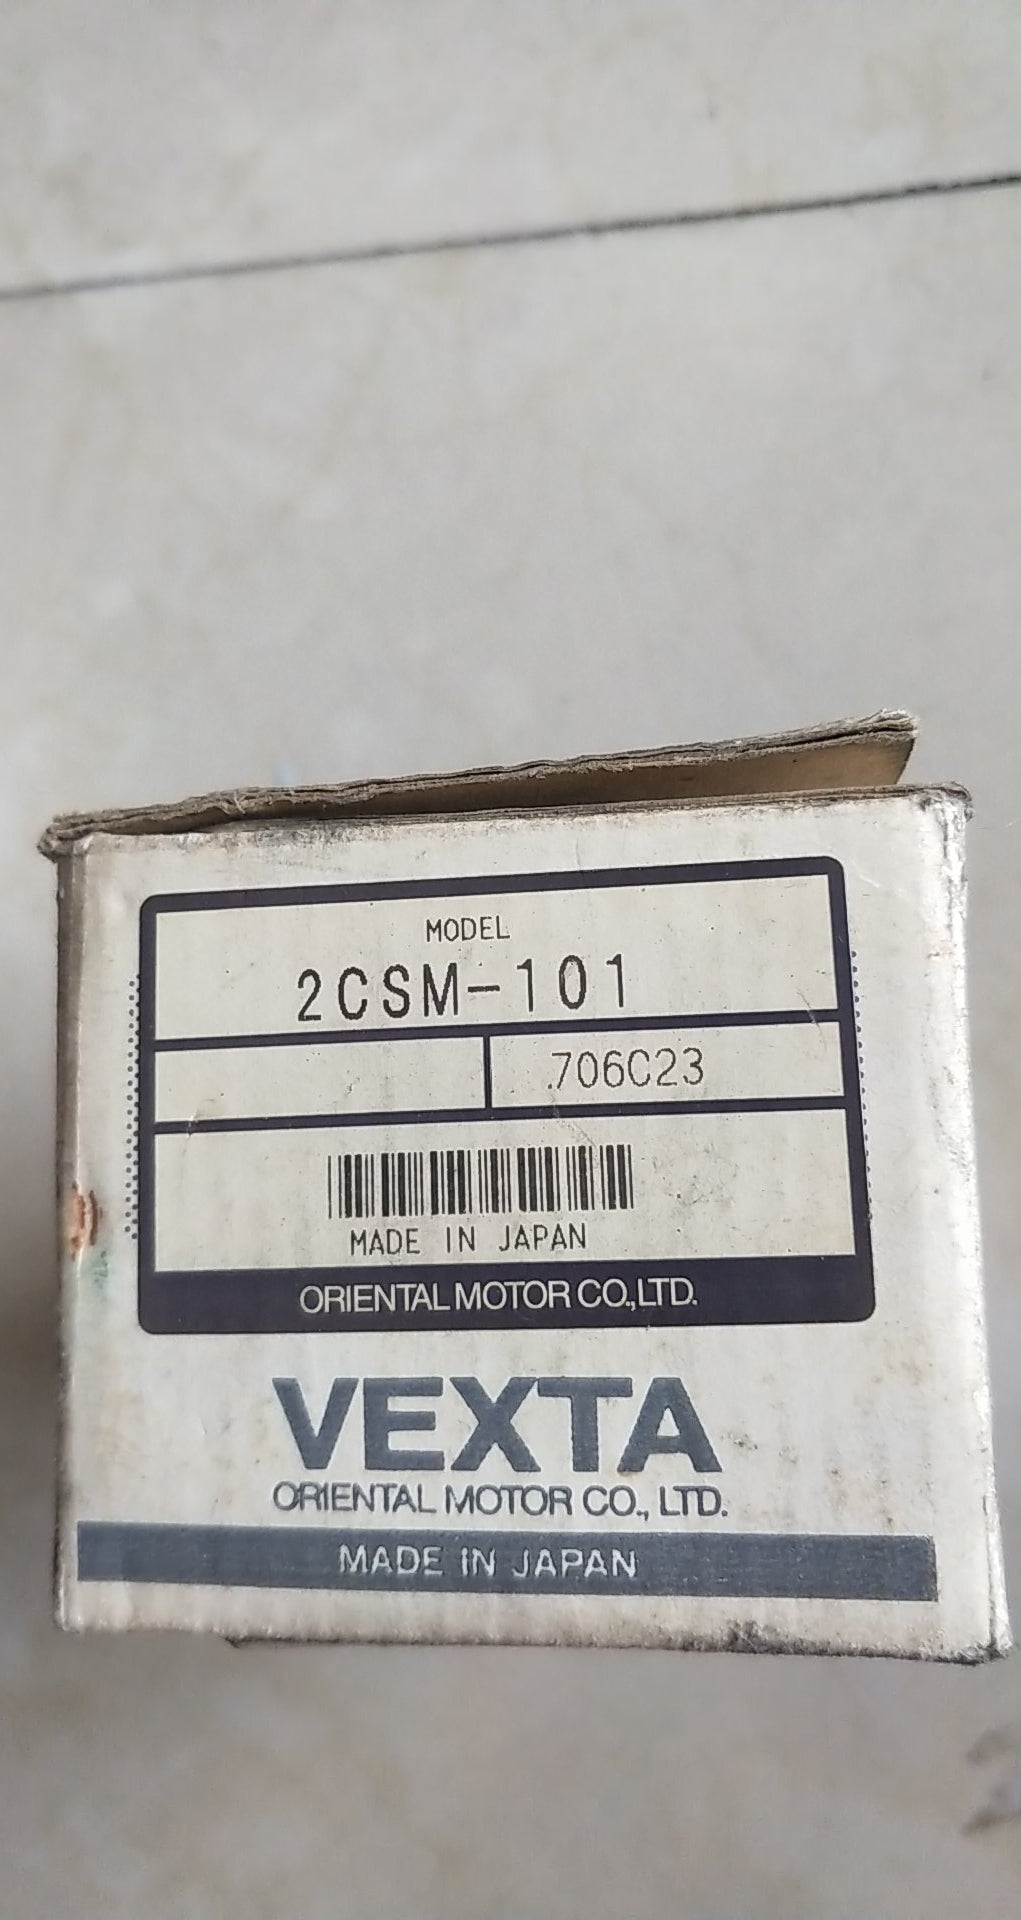 MODEL
2CSM-101
.706C23
MADE IN JAPAN
ORIENTAL MOTOR CO.,LTD.
VEXTA
ORIENTAL MOTOR CO., LTD.
MADE IN JAPAN